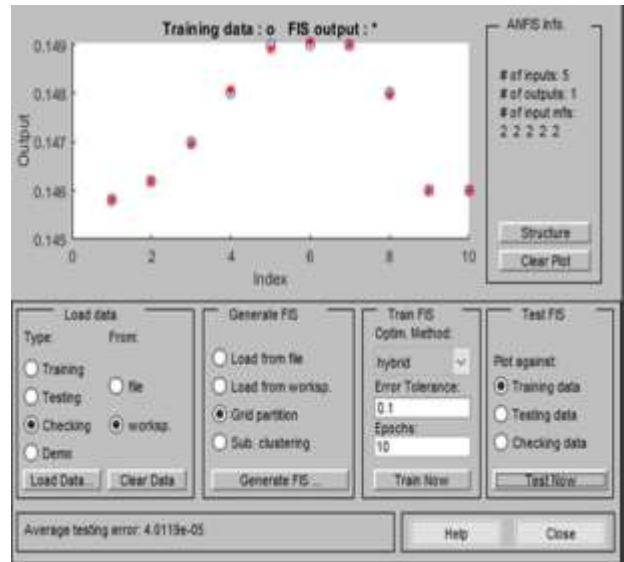 Training data : o   FIS output : *
0.149
0.148
0.147
0.146
0.145
Output
0
2
4
6
8
10
Index
ANFIS Info.
# of inputs: 5
# of outputs: 1
# of input mfs:
2 2 2 2 2
Structure
Clear Plot
Load data
Type:
From:
Training
Testing
Checking
Demo
file
worksp.
Load Data...
Clear Data
Generate FIS
Load from file
Load from worksp.
Grid partition
Sub. clustering
Generate FIS ...
Train FIS
Optim. Method:
hybrid
Error Tolerance:
0.1
Epochs:
10
Train Now
Test FIS
Plot against:
Training data
Testing data
Checking data
Test Now
Average testing error: 4.0119e-05
Help
Close